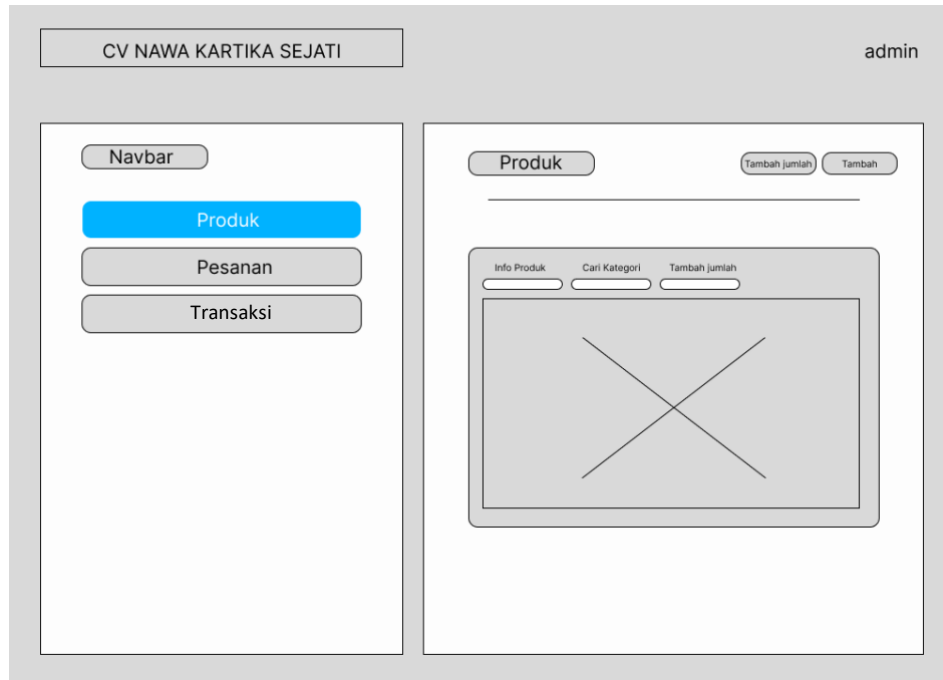 CV NAWA KARTIKA SEJATI
admin
Navbar
Produk
Pesanan
Transaksi
Produk
Tambah jumlah
Tambah
Info Produk
Cari Kategori
Tambah jumlah